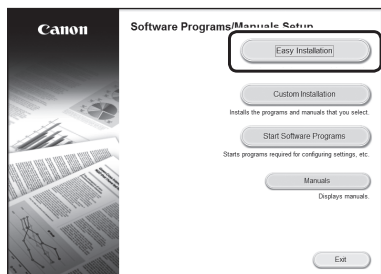 Canon
Software Programs/Manuals Setup
Easy Installation
Custom Installation
Installs the programs and manuals that you select.
Start Software Programs
Starts programs required for configuring settings, etc.
Manuals
Displays manuals.
Exit